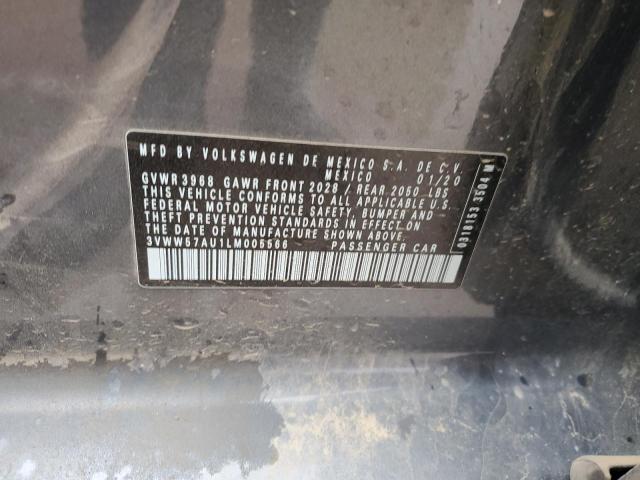 MFD BY VOLKSWAGEN DE MEXICO S.A. DE C.V.
MEXICO 01/20
GVWR 3968 GAWR FRONT 2028 / REAR 2050 LBS
THIS VEHICLE CONFORMS TO ALL APPLICABLE U.S.
FEDERAL MOTOR VEHICLE SAFETY, BUMPER AND
THEFT PREVENTION STANDARDS IN EFFECT ON
THE DATE OF MANUFACTURE SHOWN ABOVE.
3VWW57AU1LM005566 PASSENGER CAR
0318153 3504 M